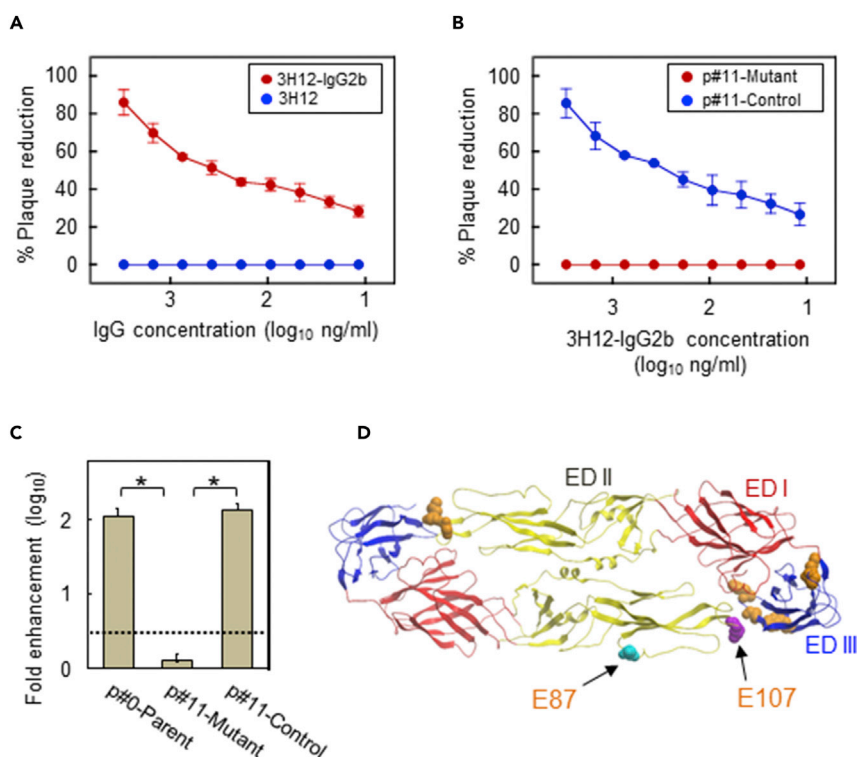 A
100
80
60
40
20
0
% Plaque reduction
3H12-IgG2b
3H12
3
2
1
IgG concentration (log10 ng/ml)
B
100
80
60
40
20
0
% Plaque reduction
p#11-Mutant
p#11-Control
3
2
1
3H12-IgG2b concentration
(log10 ng/ml)
C
Fold enhancement (log10)
2
1
0
*
*
p#0-Parent
p#11-Mutant
p#11-Control
D
ED II
ED I
ED III
E87
E107